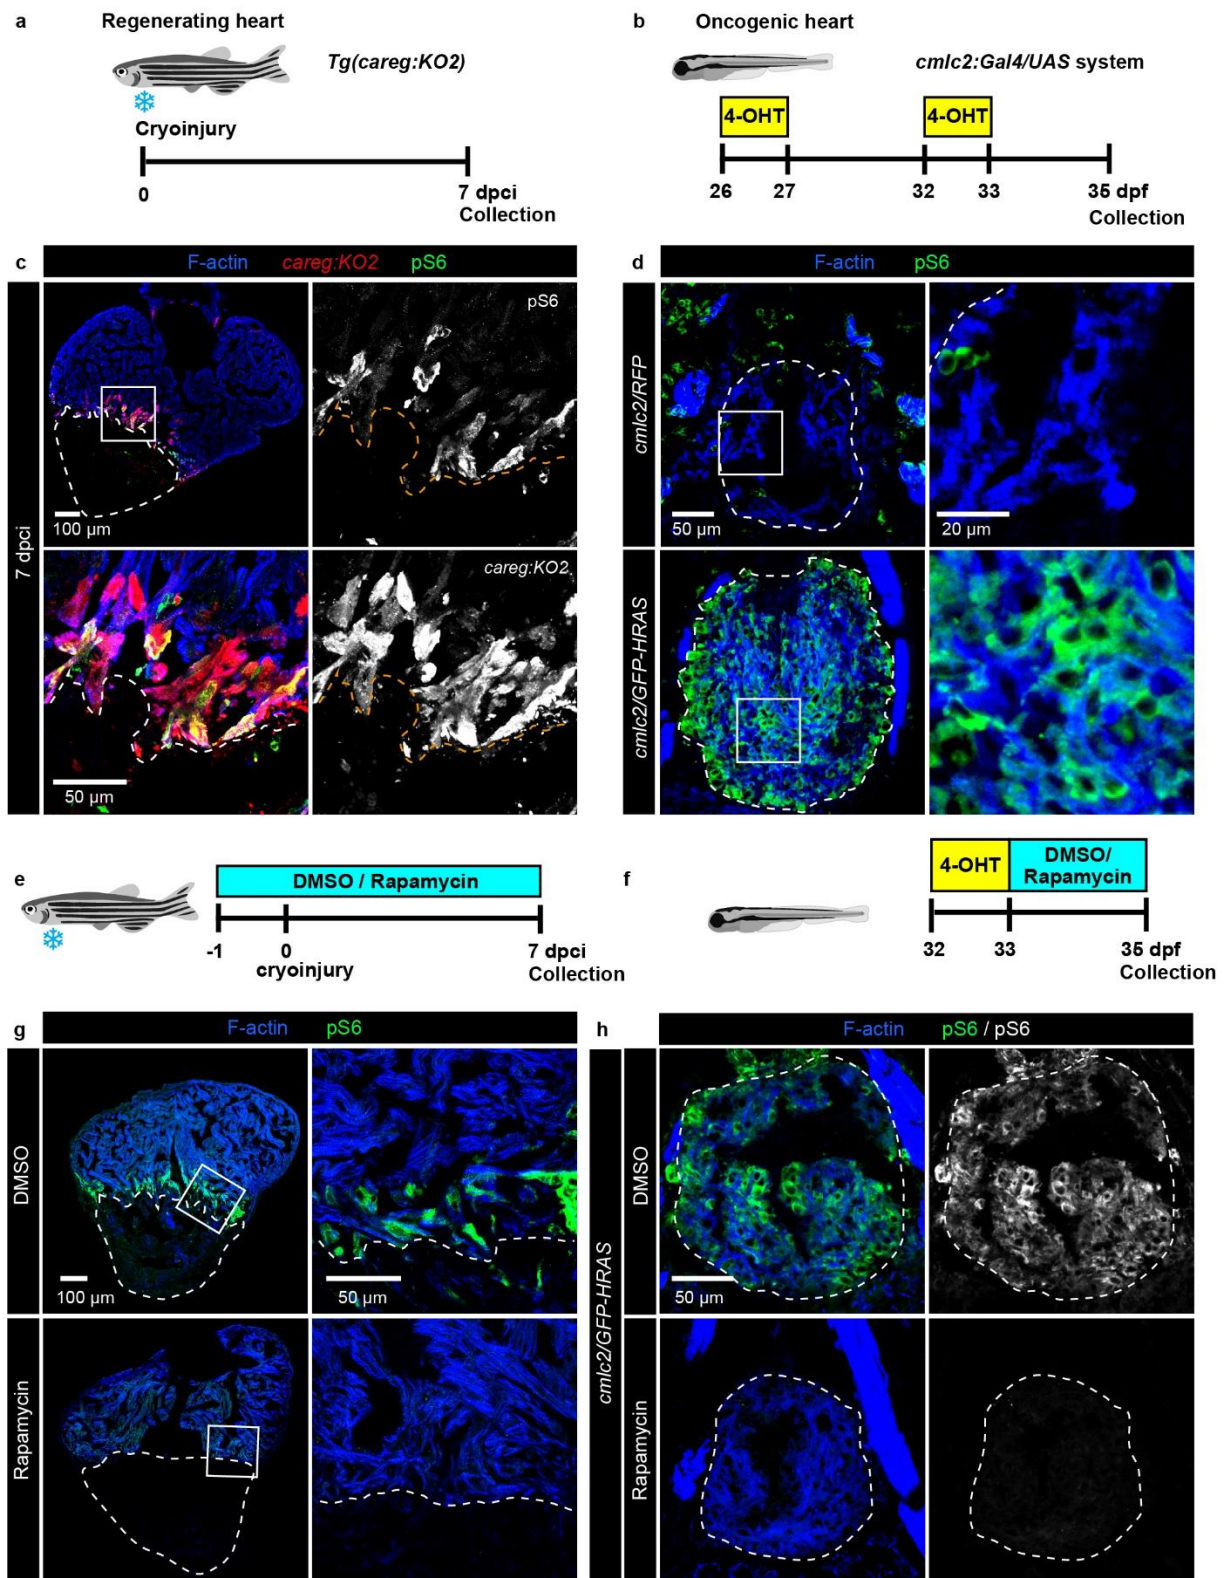 a
Regenerating heart
Tg(careg:KO2)
Cryoinjury
0
7 dpci
Collection
b
Oncogenic heart
cmlc2:Gal4/UAS system
4-OHT
4-OHT
26
27
32
33
35 dpf
Collection
c
F-actin careg:KO2 pS6
7 dpci
pS6
100 µm
careg:KO2
50 µm
d
F-actin pS6
cmlc2/RFP
50 µm
20 µm
cmlc2/GFP-HRAS
e
DMSO / Rapamycin
-1
0
cryoinjury
7 dpci
Collection
f
4-OHT
DMSO/
Rapamycin
32
33
35 dpf
Collection
g
F-actin pS6
DMSO
100 µm
50 µm
Rapamycin
h
F-actin pS6 / pS6
cmlc2/GFP-HRAS
DMSO
50 µm
Rapamycin